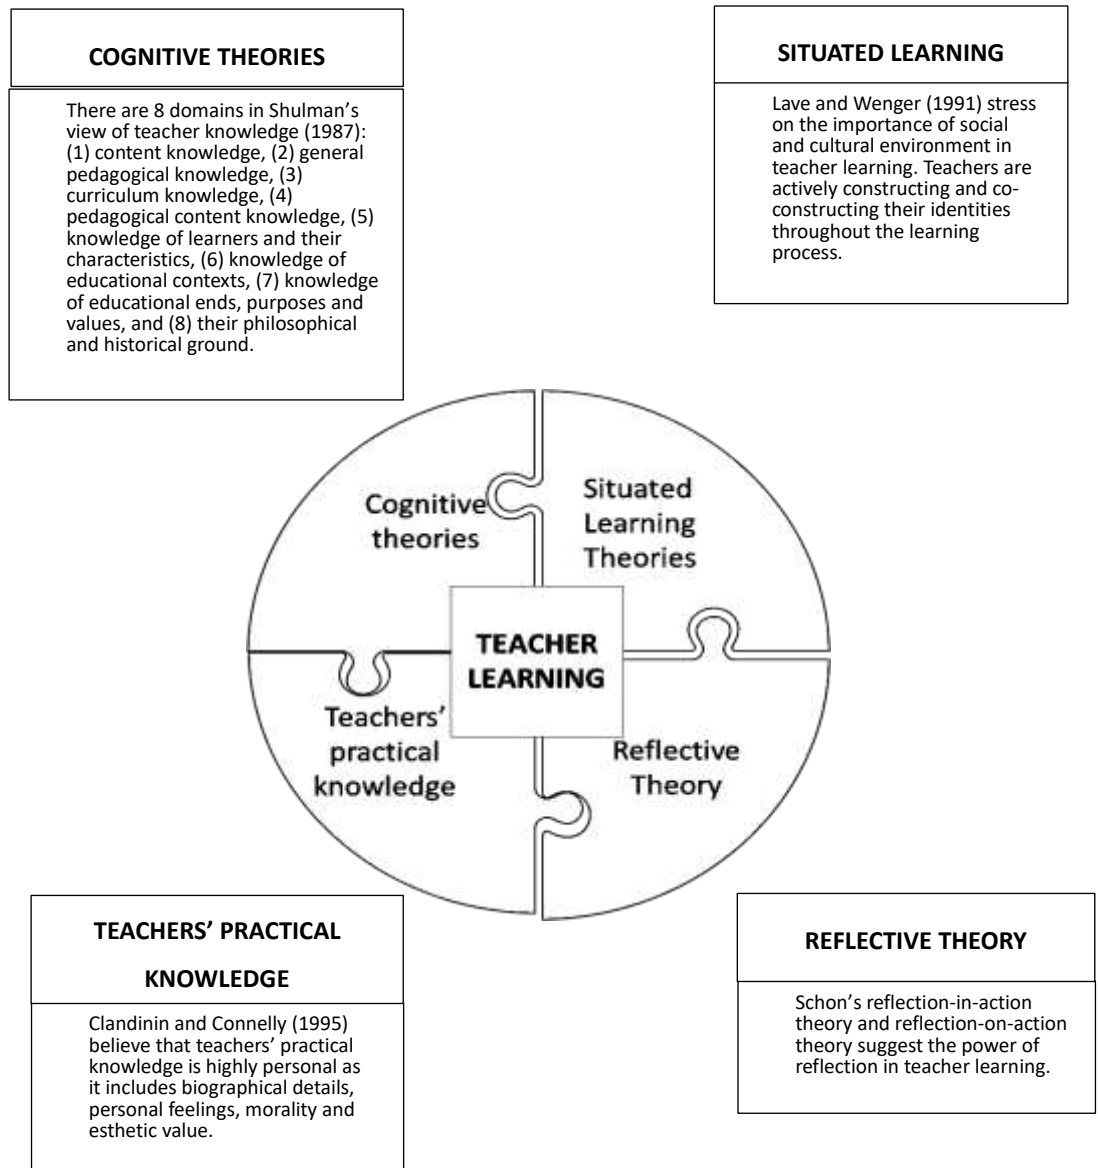 COGNITIVE THEORIES
There are 8 domains in Shulman’s
view of teacher knowledge (1987):
(1) content knowledge, (2) general
pedagogical knowledge, (3)
curriculum knowledge, (4)
pedagogical content knowledge, (5)
knowledge of learners and their
characteristics, (6) knowledge of
educational contexts, (7) knowledge
of educational ends, purposes and
values, and (8) their philosophical
and historical ground.
SITUATED LEARNING
Lave and Wenger (1991) stress
on the importance of social
and cultural environment in
teacher learning. Teachers are
actively constructing and co-
constructing their identities
throughout the learning
process.
Cognitive
theories
Situated
Learning
Theories
TEACHER
LEARNING
Teachers’
practical
knowledge
Reflective
Theory
TEACHERS’ PRACTICAL
KNOWLEDGE
Clandinin and Connelly (1995)
believe that teachers’ practical
knowledge is highly personal as
it includes biographical details,
personal feelings, morality and
esthetic value.
REFLECTIVE THEORY
Schon’s reflection-in-action
theory and reflection-on-action
theory suggest the power of
reflection in teacher learning.